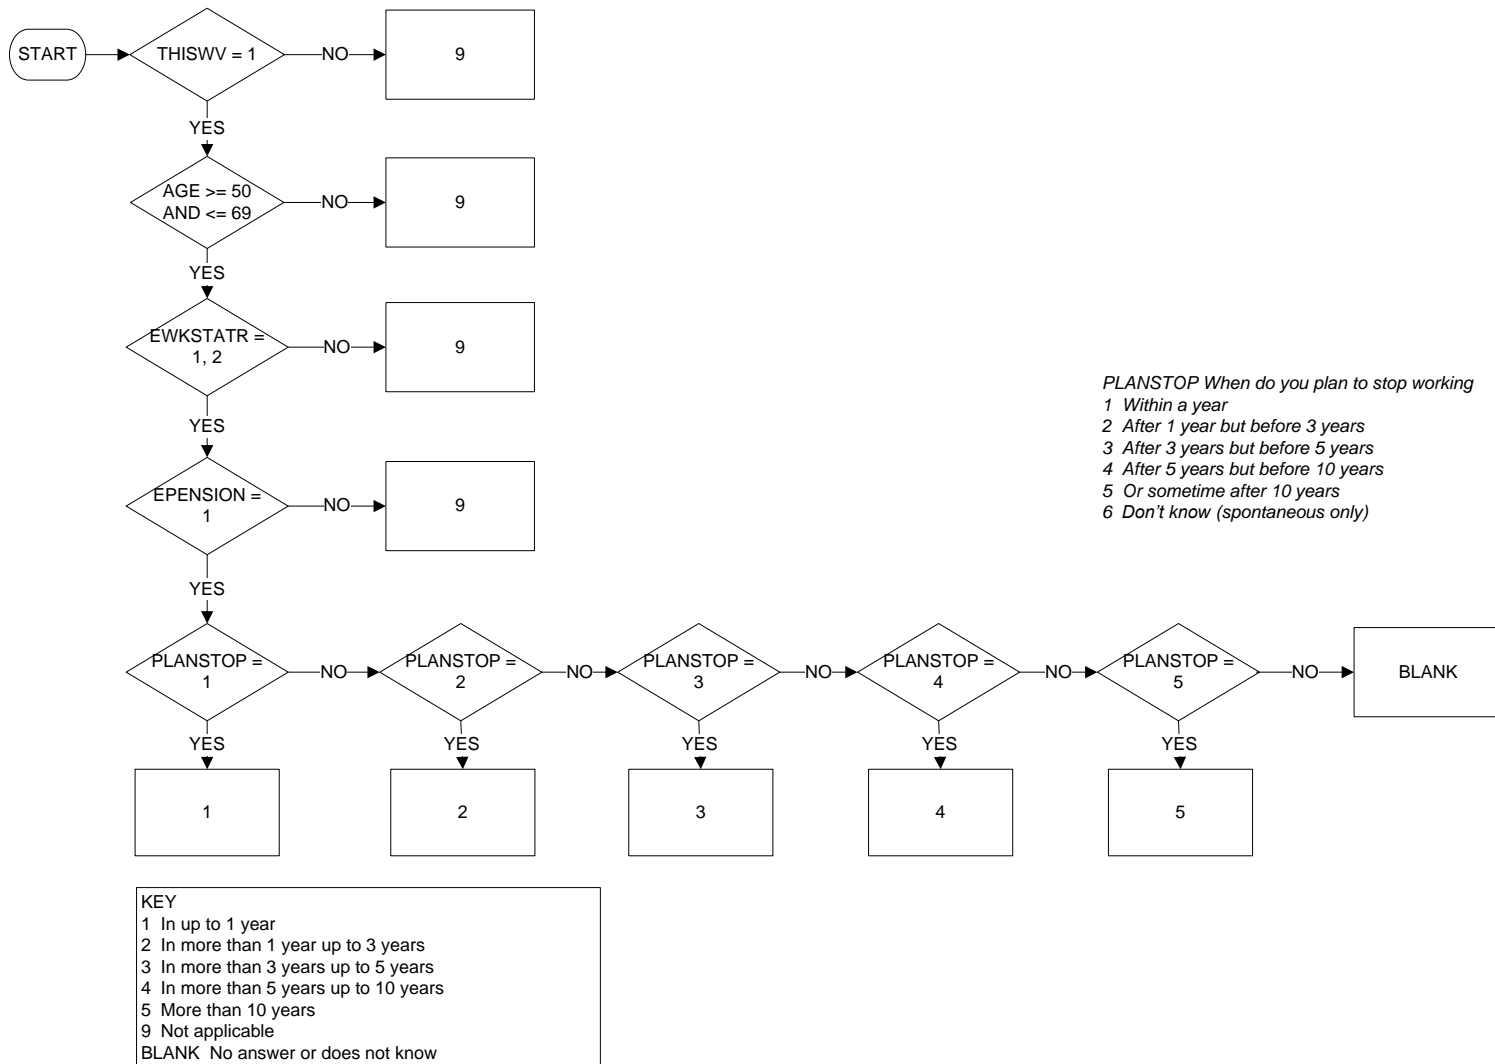 START
THISWV = 1
NO
9
YES
AGE >= 50
AND <= 69
NO
9
YES
EWKSTATR =
1, 2
NO
9
YES
EPENSION =
1
NO
9
YES
PLANSTOP When do you plan to stop working
1 Within a year
2 After 1 year but before 3 years
3 After 3 years but before 5 years
4 After 5 years but before 10 years
5 Or sometime after 10 years
6 Don't know (spontaneous only)
PLANSTOP =
1
NO
PLANSTOP =
2
NO
PLANSTOP =
3
NO
PLANSTOP =
4
NO
PLANSTOP =
5
NO
BLANK
YES
YES
YES
YES
YES
1
2
3
4
5
KEY
1 In up to 1 year
2 In more than 1 year up to 3 years
3 In more than 3 years up to 5 years
4 In more than 5 years up to 10 years
5 More than 10 years
9 Not applicable
BLANK No answer or does not know